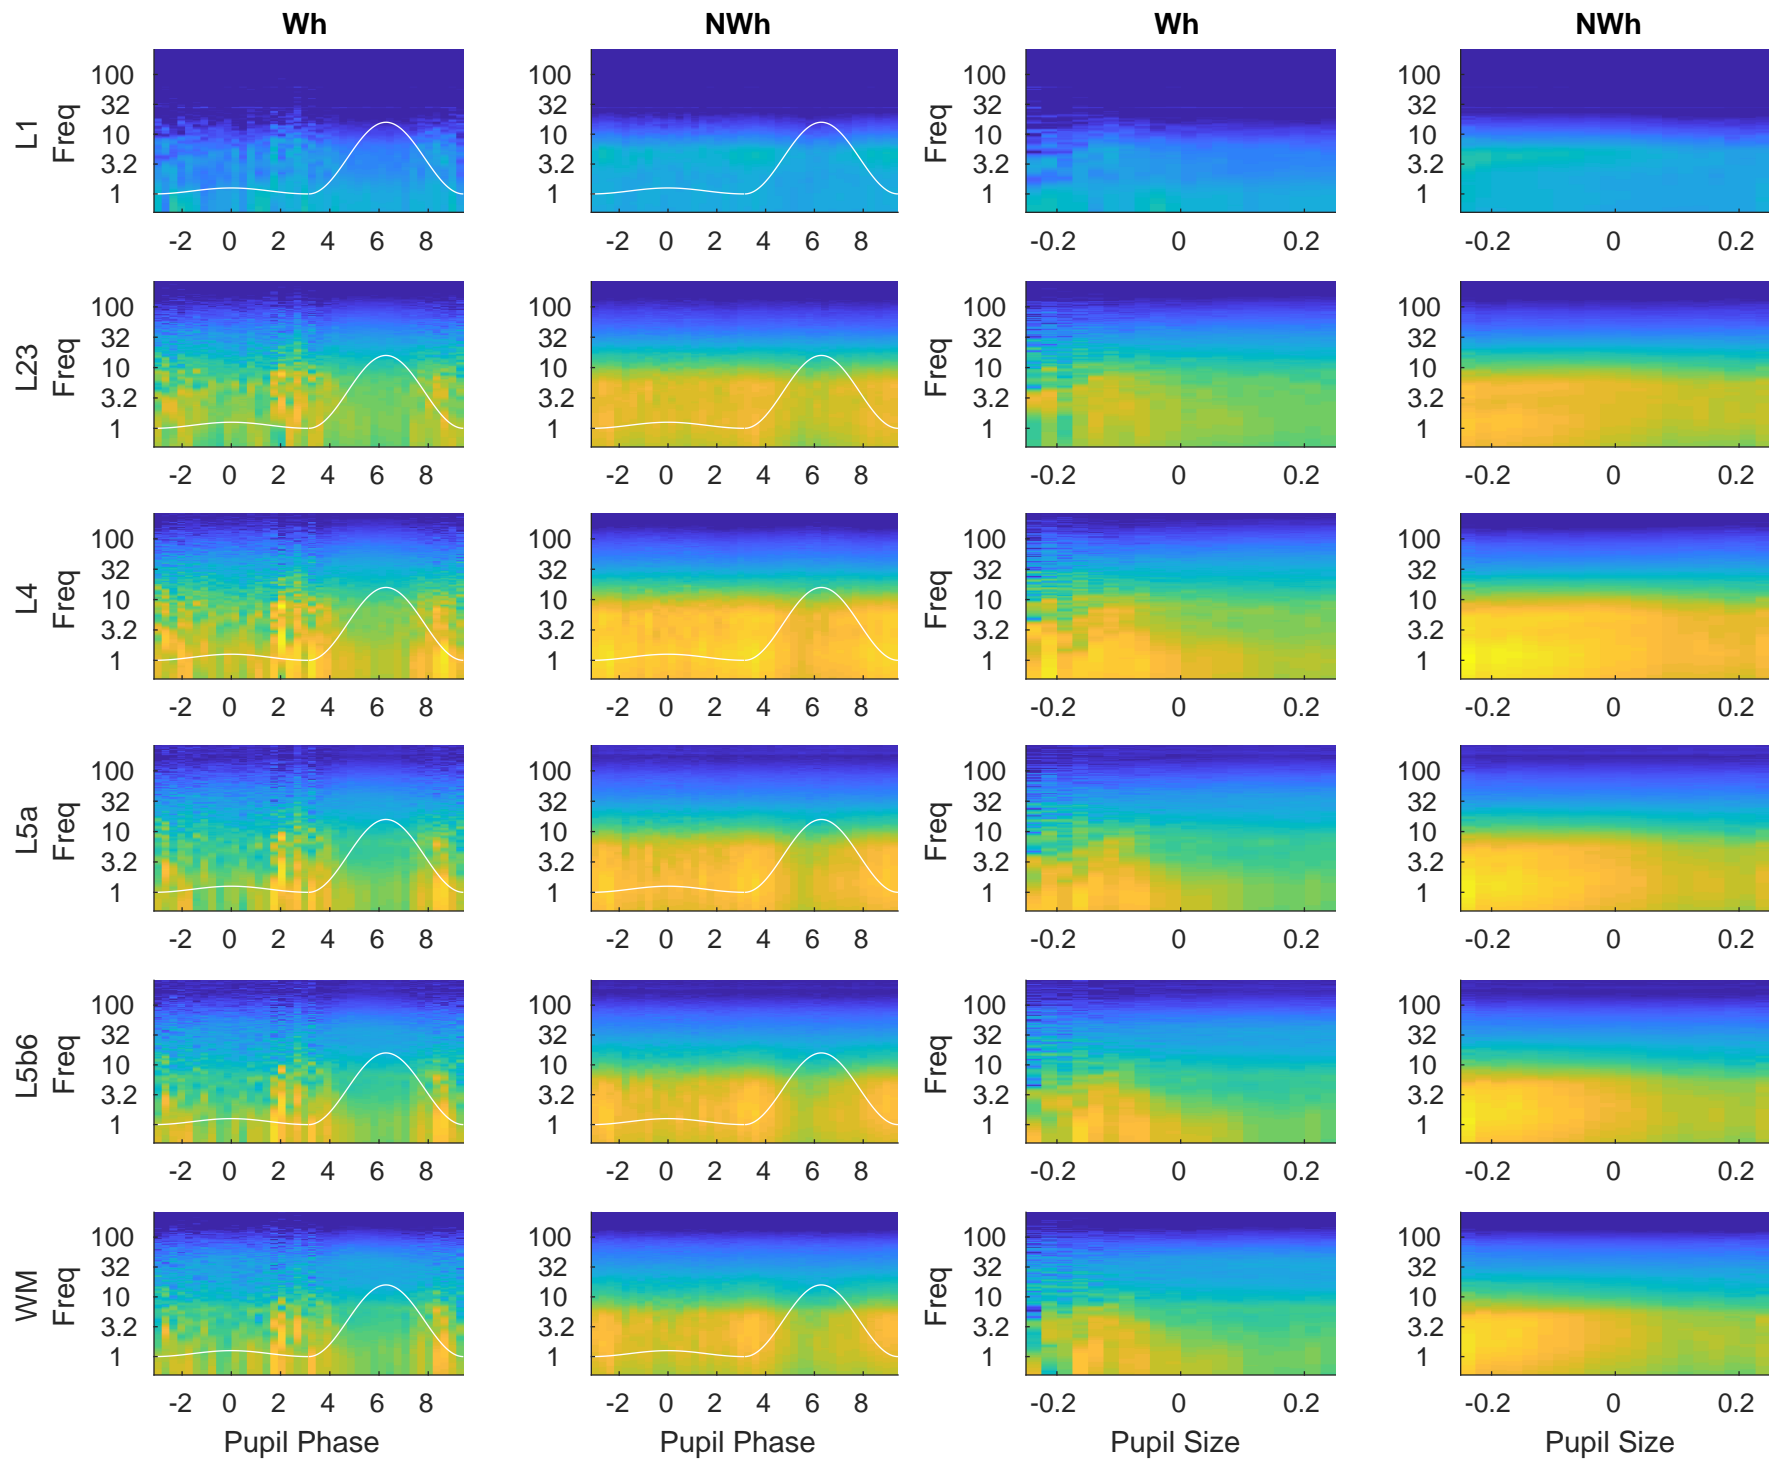 Wh NWh Wh NWh
L1 Freq 100 32 10 3.2 1 Freq 100 32 10 3.2 1
-2 0 2 4 6 8 -2 0 2 4 6 8 -0.2 0 0.2 -0.2 0 0.2
L23 Freq 100 32 10 3.2 1 100 32 10 3.2 1 Freq 100 32 10 3.2 1 100 32 10 3.2 1
-2 0 2 4 6 8 -2 0 2 4 6 8 -0.2 0 0.2 -0.2 0 0.2
L4 Freq 100 32 10 3.2 1 100 32 10 3.2 1 Freq 100 32 10 3.2 1 100 32 10 3.2 1
-2 0 2 4 6 8 -2 0 2 4 6 8 -0.2 0 0.2 -0.2 0 0.2
L5a Freq 100 32 10 3.2 1 100 32 10 3.2 1 Freq 100 32 10 3.2 1 100 32 10 3.2 1
-2 0 2 4 6 8 -2 0 2 4 6 8 -0.2 0 0.2 -0.2 0 0.2
L5b6 Freq 100 32 10 3.2 1 100 32 10 3.2 1 Freq 100 32 10 3.2 1 100 32 10 3.2 1
-2 0 2 4 6 8 -2 0 2 4 6 8 -0.2 0 0.2 -0.2 0 0.2
WM Freq 100 32 10 3.2 1 100 32 10 3.2 1 Freq 100 32 10 3.2 1 100 32 10 3.2 1
-2 0 2 4 6 8 -2 0 2 4 6 8 -0.2 0 0.2 -0.2 0 0.2
Pupil Phase Pupil Phase Pupil Size Pupil Size